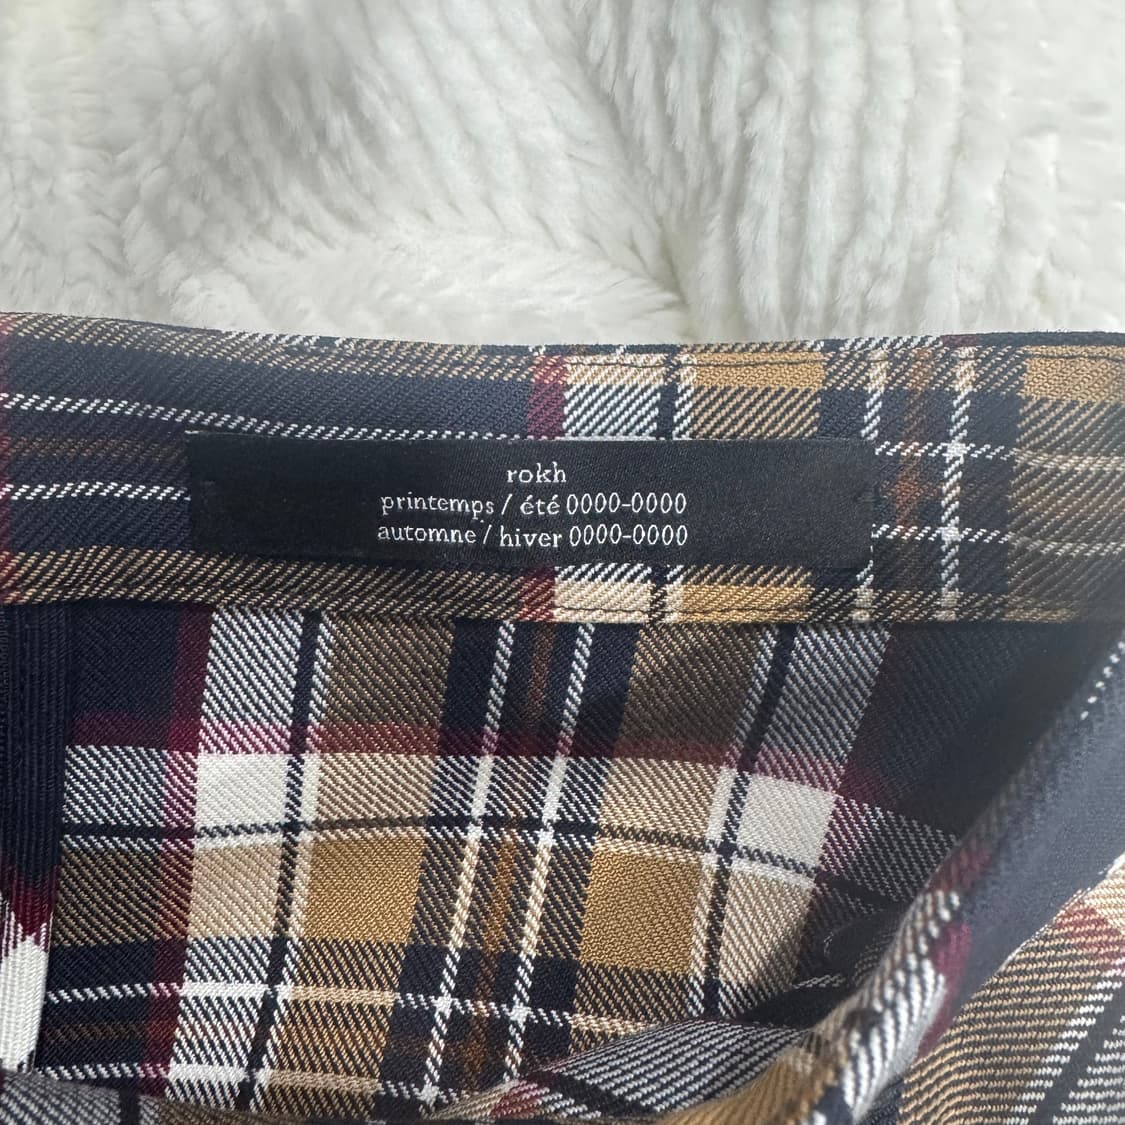 rokh
printemps / été 0000-0000
automne / hiver 0000-0000